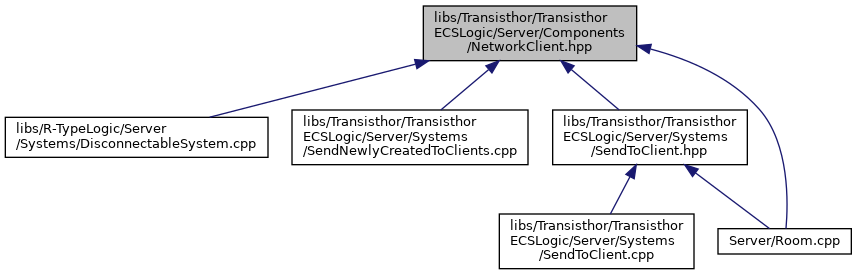 libs/Transisthor/Transisthor
ECSLogic/Server/Components
/NetworkClient.hpp
libs/R-TypeLogic/Server
/Systems/DisconnectableSystem.cpp
libs/Transisthor/Transisthor
ECSLogic/Server/Systems
/SendNewlyCreatedToClients.cpp
libs/Transisthor/Transisthor
ECSLogic/Server/Systems
/SendToClient.hpp
libs/Transisthor/Transisthor
ECSLogic/Server/Systems
/SendToClient.cpp
Server/Room.cpp